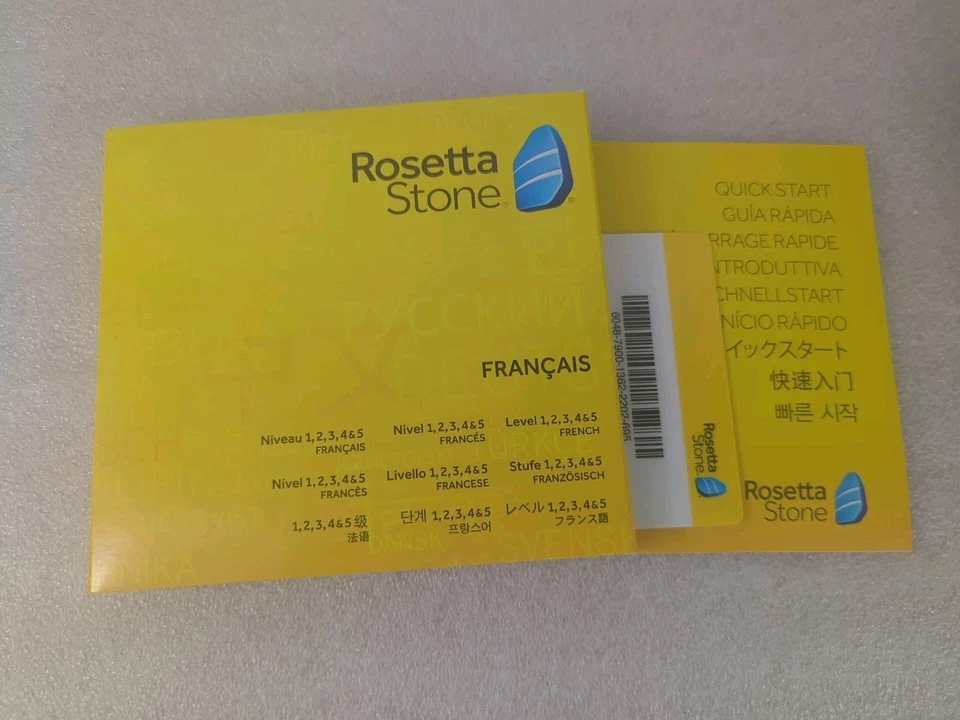 Rosetta
Stone
РУССКИЙ
FRANÇAIS
Niveau 1,2,3,4&5
FRANÇAIS
Nivel 1,2,3,4&5
FRANCÉS
Level 1,2,3,4&5
FRENCH
Nível 1,2,3,4&5
FRANCÊS
Livello 1,2,3,4&5
FRANCESE
Stufe 1,2,3,4&5
FRANZÖSISCH
1,2,3,4&5 级
法语
단계 1,2,3,4&5
프랑스어
レベル 1,2,3,4&5
フランス語
DANSK
SVENSK
QUICK START
GUÍA RÁPIDA
RRAGE RAPIDE
NTRODUTTIVA
CHNELLSTART
NÍCIO RÁPIDO
イックスタート
快速入门
빠른 시작
Rosetta
Stone
Rosetta
Stone